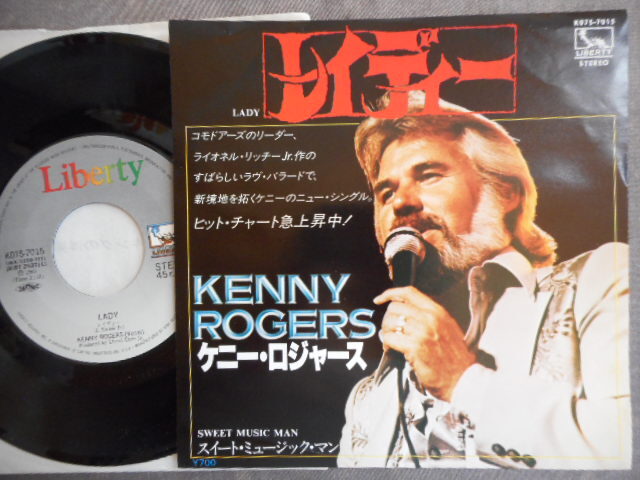 K07S-7015
LIBERTY
STEREO
レイディー
LADY
コモドアーズのリーダー、
ライオネル・リッチーJr.作の
すばらしいラヴ・バラードで、
新境地を拓くケニーのニュー・シングル。
ヒット・チャート急上昇中!
KENNY
ROGERS
ケニー・ロジャース
SWEET MUSIC MAN
スイート・ミュージック・マン
¥700
Liberty
K07S-7015
LIBERTY
STE
45
LADY
KENNY ROGERS